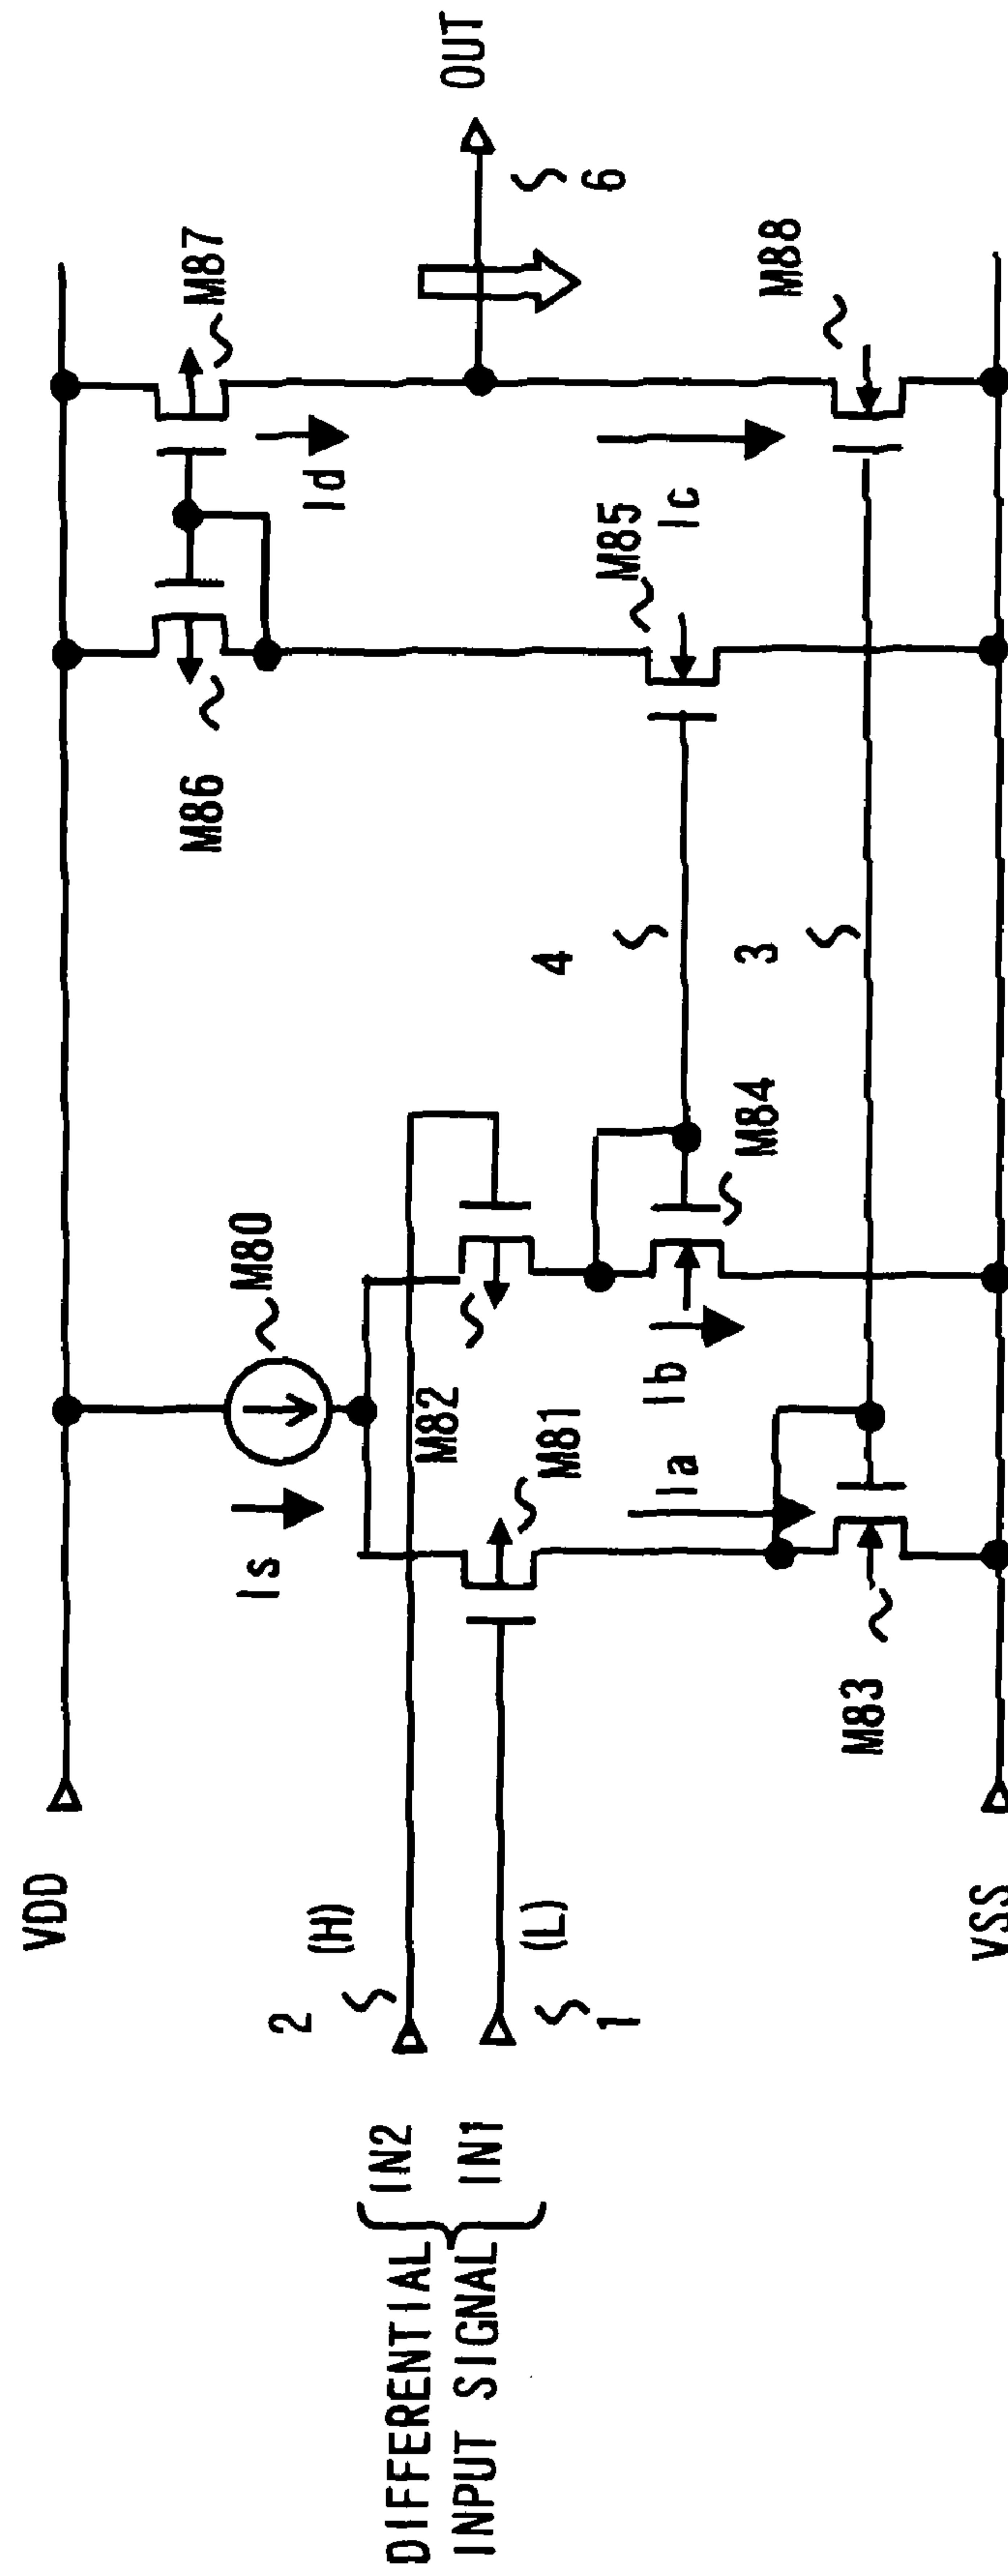 VDD
Is
M80
M86
M87
Id
OUT
6
2
(H)
IN2
DIFFERENTIAL
INPUT SIGNAL
IN1
(L)
1
M82
M81
4
M85
Ic
Ib
Ia
M84
3
M88
M83
VSS